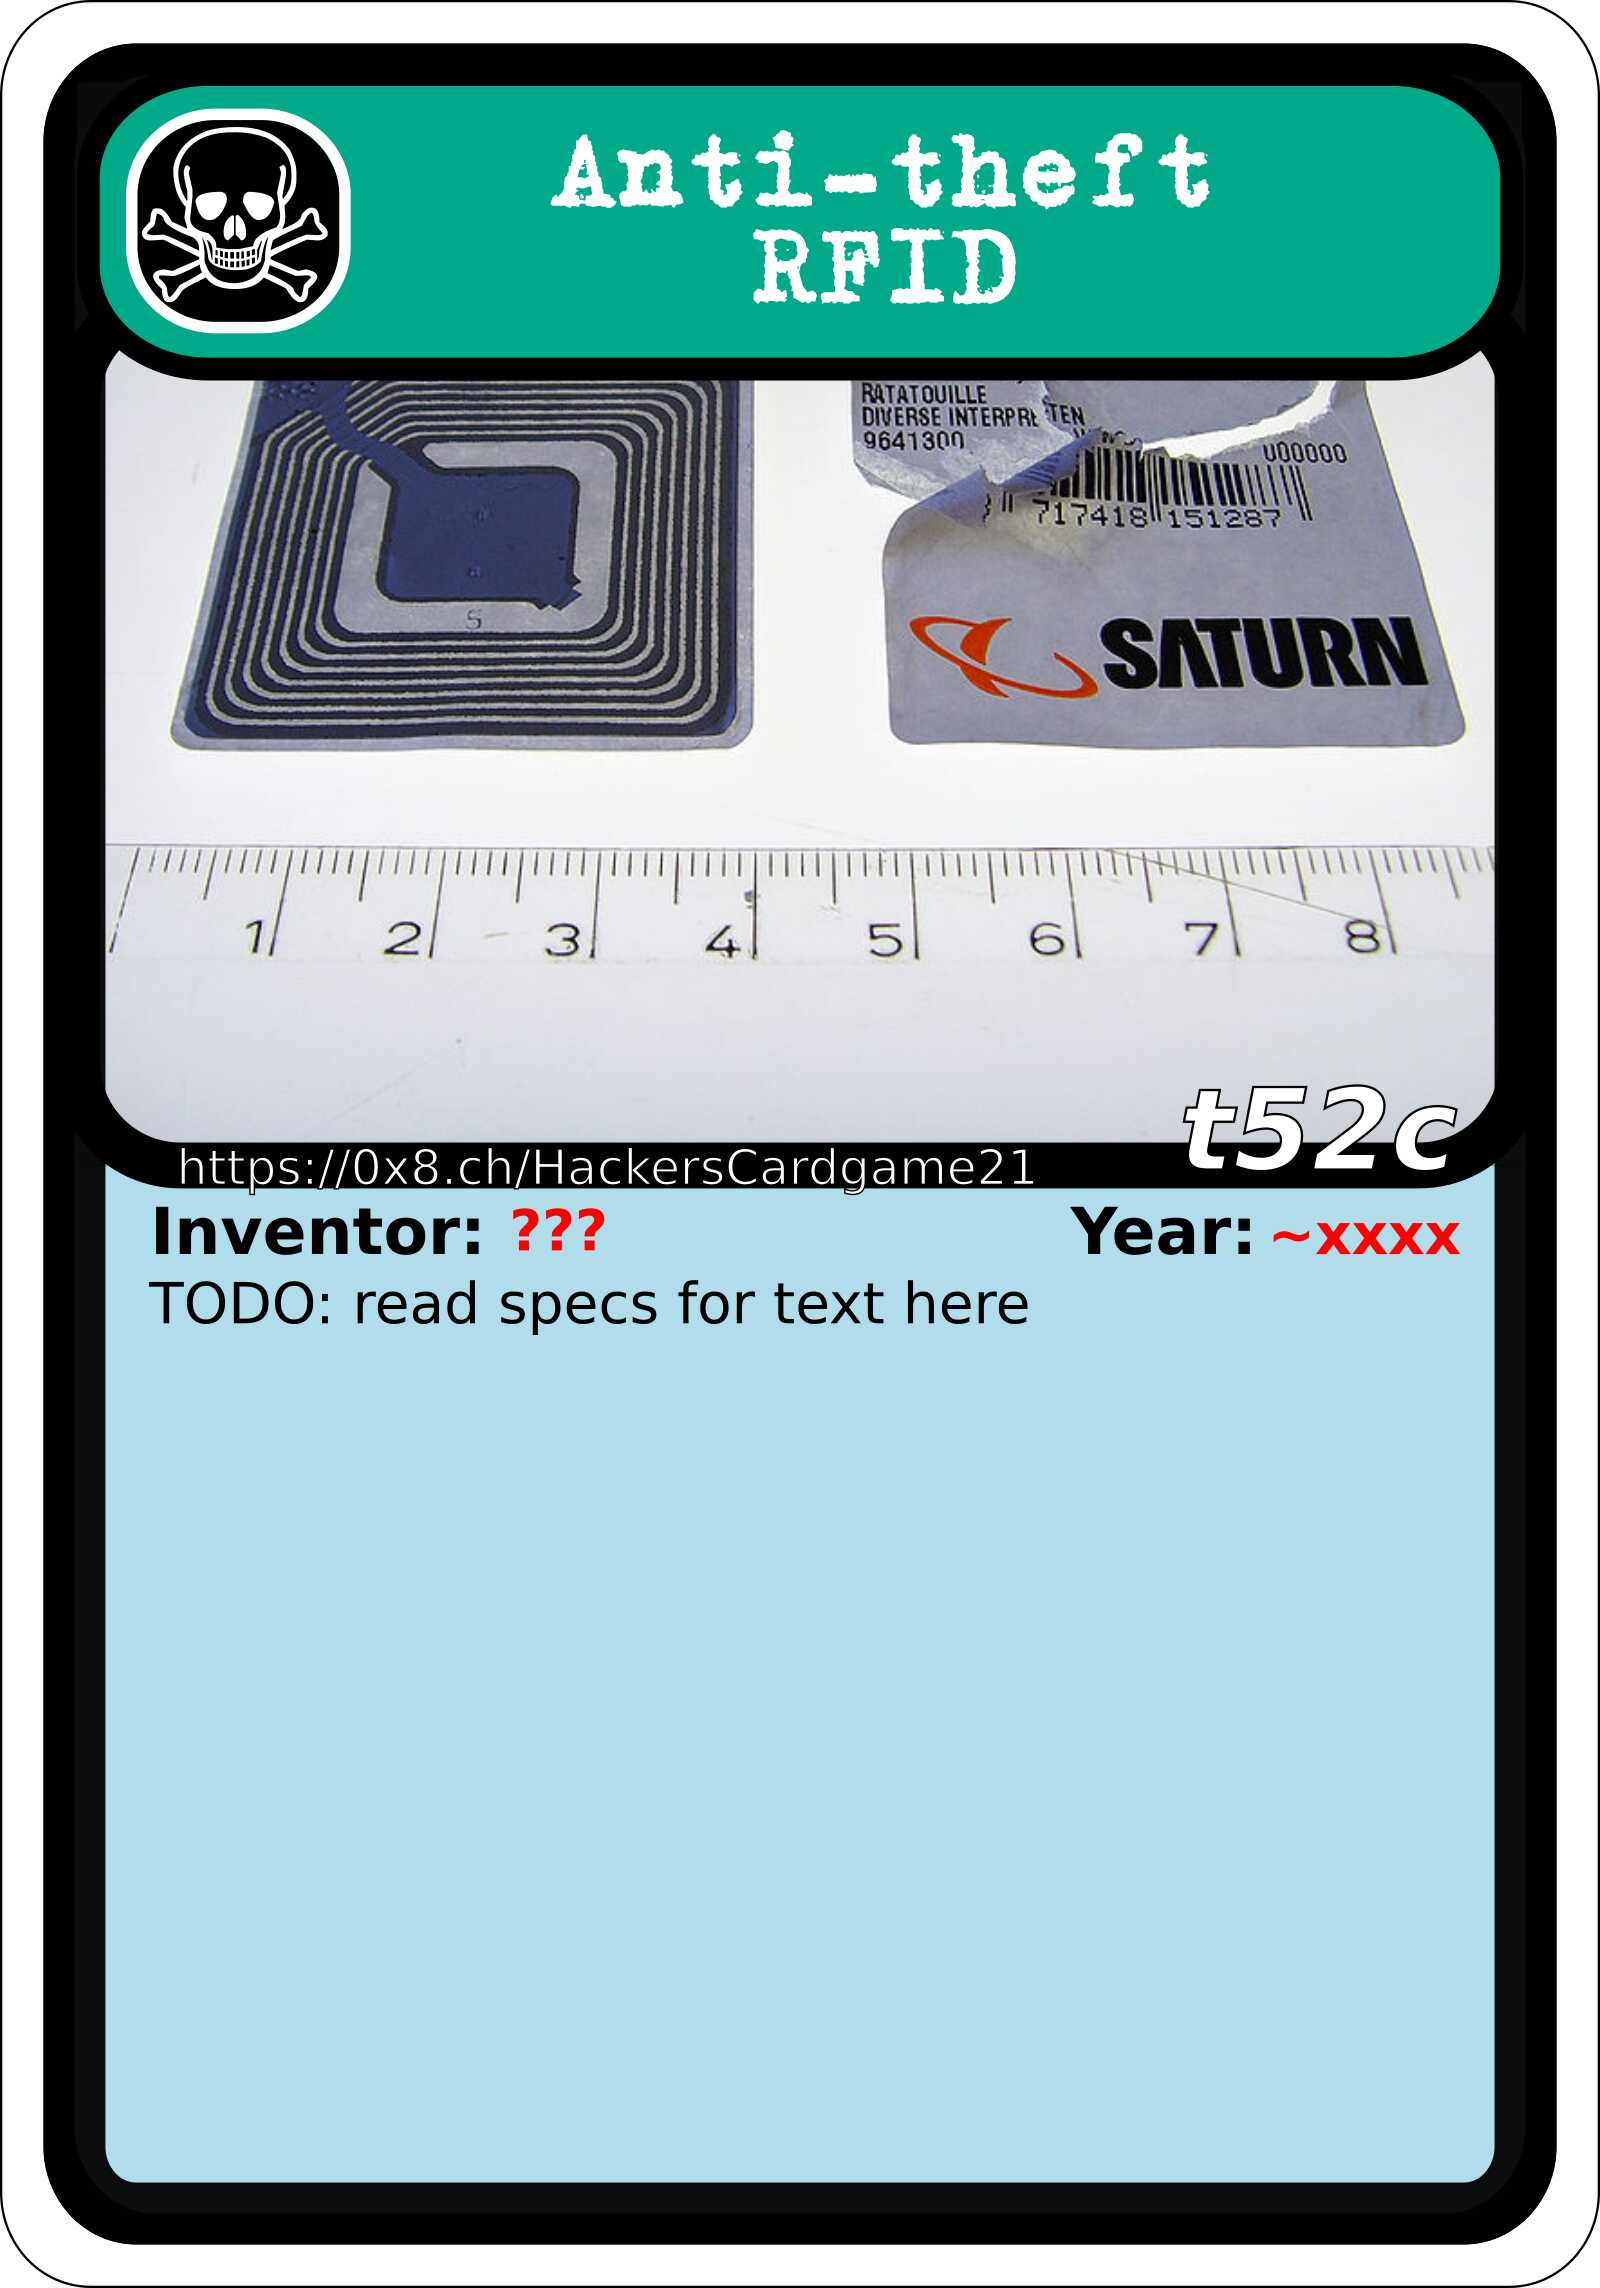 Anti-theft
RFID
RATATOUILLE
DIVERSE INTERPRETEN
9641300
U00000
717418 151287
S
SATURN
1 2 3 4 5 6 7 8
t52c
https://0x8.ch/HackersCardgame21
Inventor: ??? Year: ~xxxx
TODO: read specs for text here